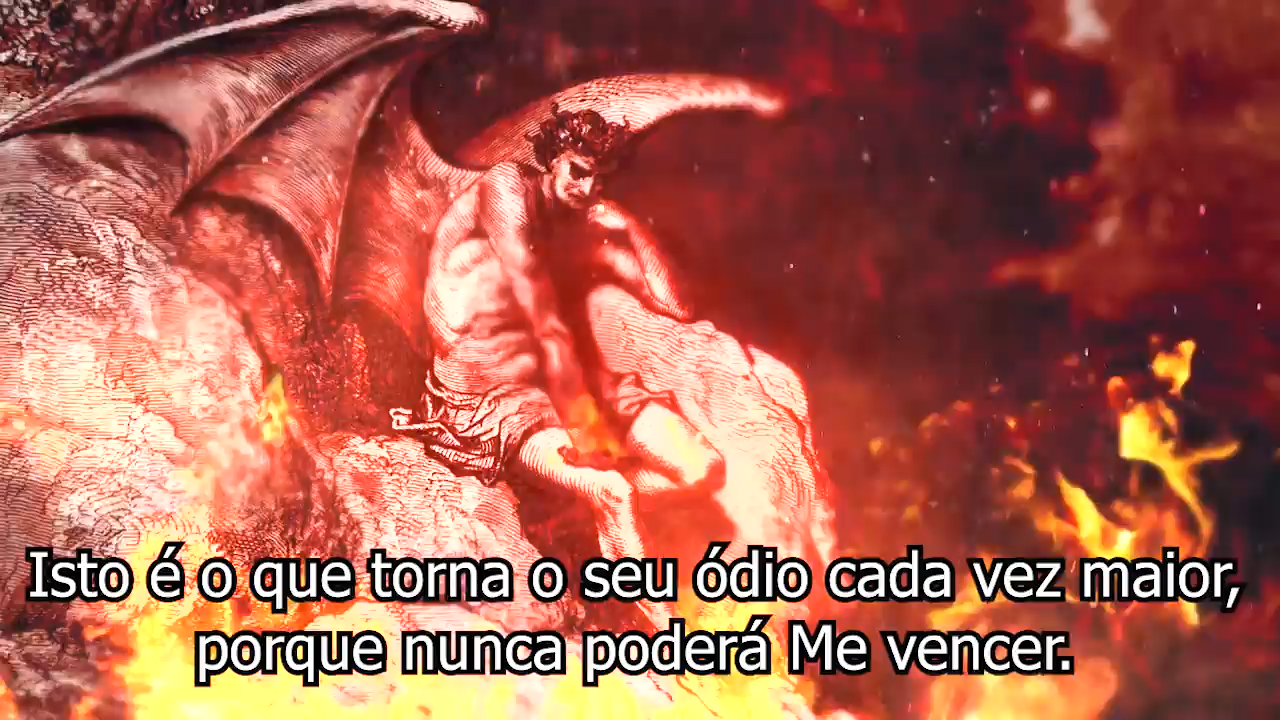 Isto é o que torna o seu ódio cada vez maior,
porque nunca poderá Me vencer.